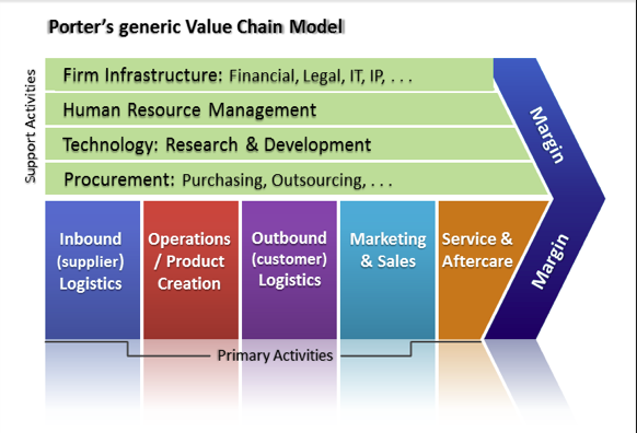 Porter's generic Value Chain Model
Support Activities
Firm Infrastructure: Financial, Legal, IT, IP, . . .
Human Resource Management
Technology: Research & Development
Procurement: Purchasing, Outsourcing, . . .
Margin
Inbound
(supplier)
Logistics
Operations
/ Product
Creation
Outbound
(customer)
Logistics
Marketing
& Sales
Service &
Aftercare
Margin
Primary Activities